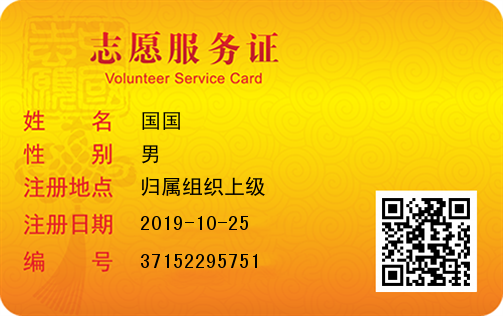 志愿服务证
Volunteer Service Card
姓 名 国国
性 别 男
注册地点 归属组织上级
注册日期 2019-10-25
编 号 37152295751